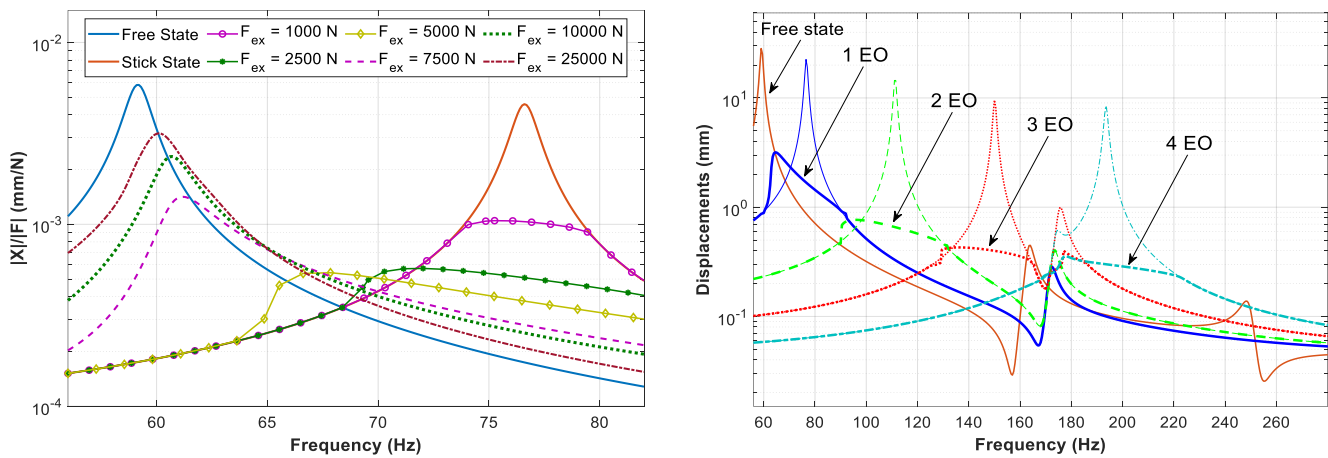 Free State F_ex = 1000 N F_ex = 5000 N F_ex = 10000 N
Stick State F_ex = 2500 N F_ex = 7500 N F_ex = 25000 N
|X|/|F| (mm/N)
10^-2
10^-3
10^-4
60 65 70 75 80
Frequency (Hz)
Free state
1 EO
2 EO
3 EO
4 EO
Displacements (mm)
10^1
10^0
10^-1
60 80 100 120 140 160 180 200 220 240 260
Frequency (Hz)